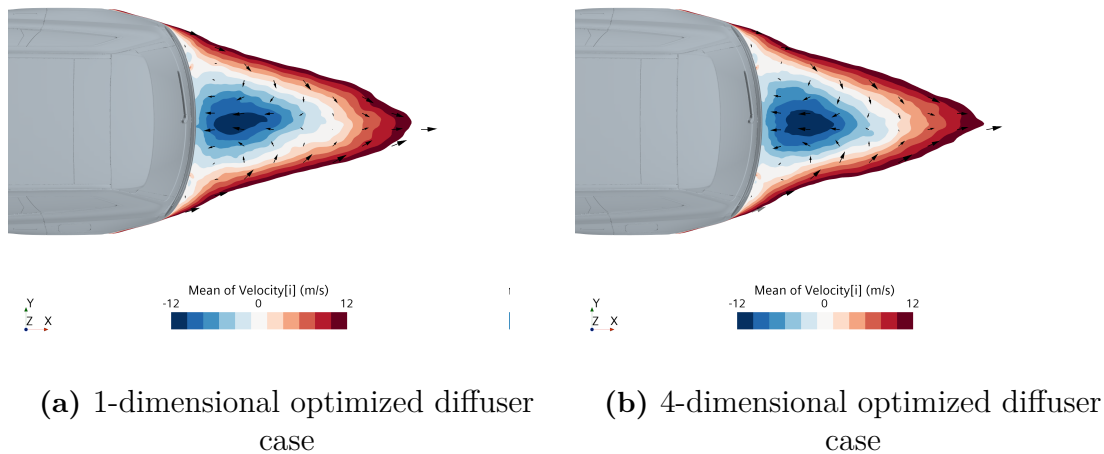 Mean of Velocity[i] (m/s)
-12 0 12
Y
Z X
Mean of Velocity[i] (m/s)
-12 0 12
Y
Z X
(a) 1-dimensional optimized diffuser
case
(b) 4-dimensional optimized diffuser
case